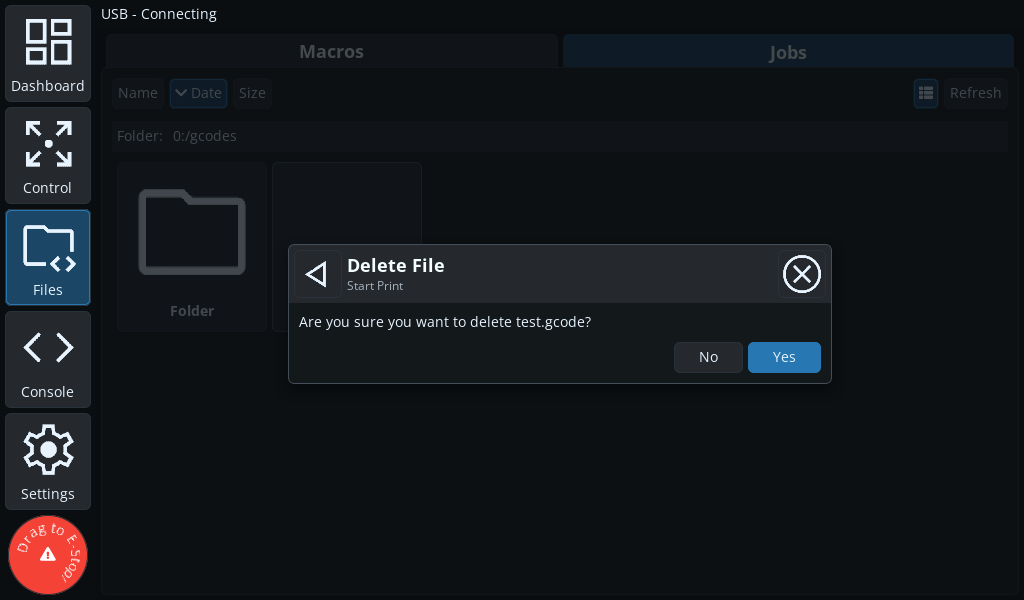 USB - Connecting
Dashboard
Control
Files
Console
Settings
Drag to E-Stop!
Macros
Jobs
Name
Date
Size
Refresh
Folder: 0:/gcodes
Folder
Delete File
Start Print
Are you sure you want to delete test.gcode?
No
Yes